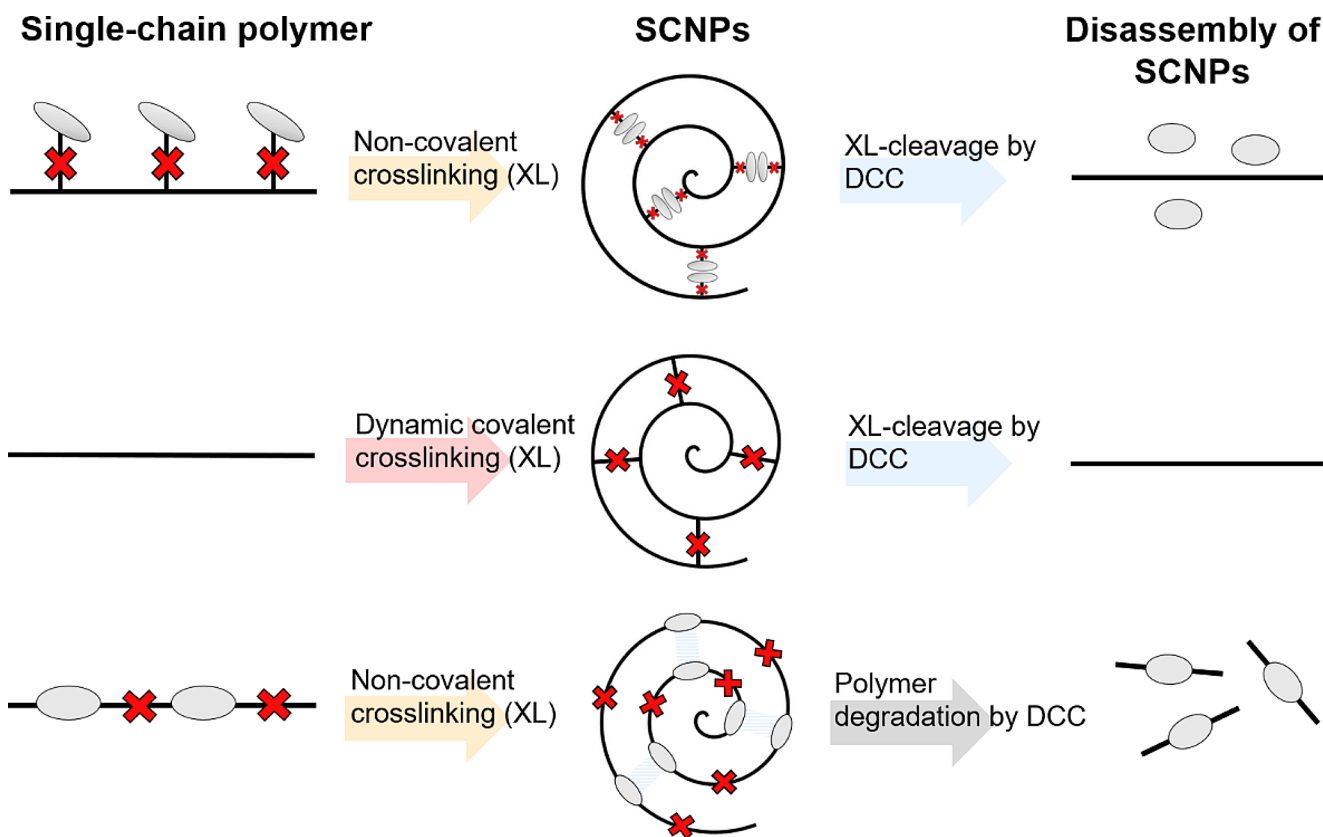 Single-chain polymer
SCNPs
Disassembly of
SCNPs
Non-covalent
crosslinking (XL)
XL-cleavage by
DCC
Dynamic covalent
crosslinking (XL)
XL-cleavage by
DCC
Non-covalent
crosslinking (XL)
Polymer
degradation by DCC